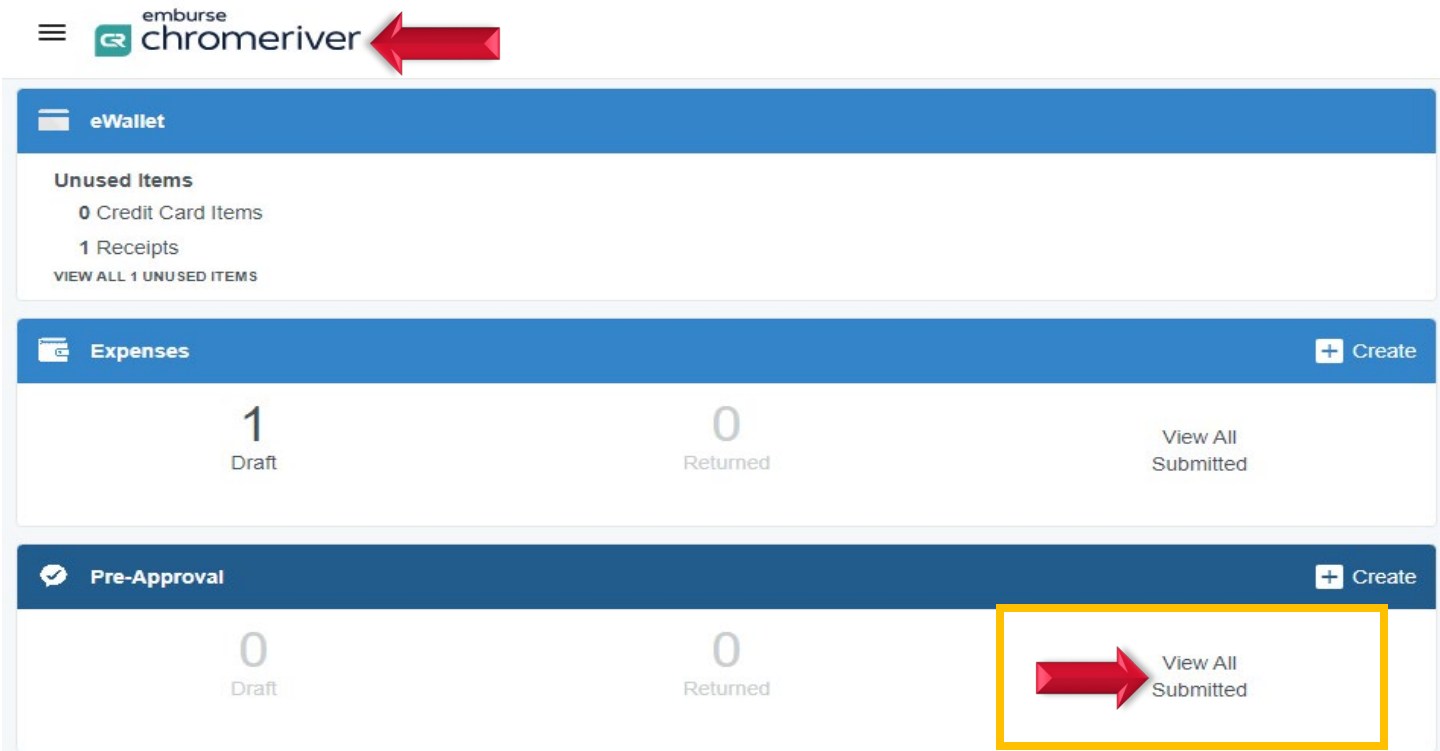 emburse
chromeriver
eWallet
Unused Items
0 Credit Card Items
1 Receipts
VIEW ALL 1 UNUSED ITEMS
Expenses
Create
1
Draft
0
Returned
View All
Submitted
Pre-Approval
Create
0
Draft
0
Returned
View All
Submitted